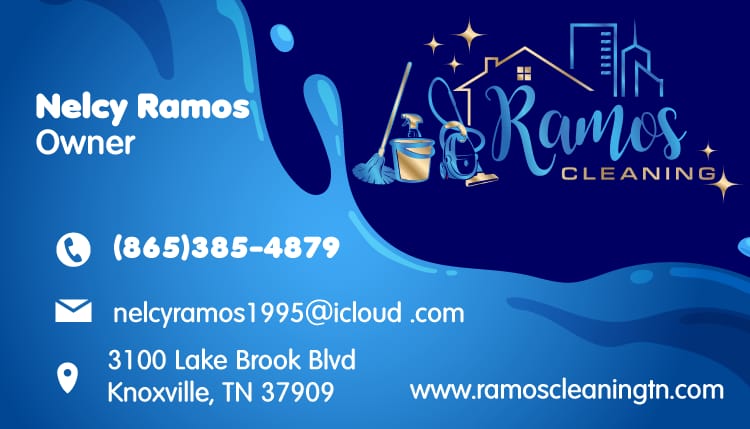 Nelcy Ramos
Owner
Ramos
CLEANING
(865)385-4879
nelcyramos1995@icloud .com
3100 Lake Brook Blvd
Knoxville, TN 37909
www.ramoscleaningtn.com